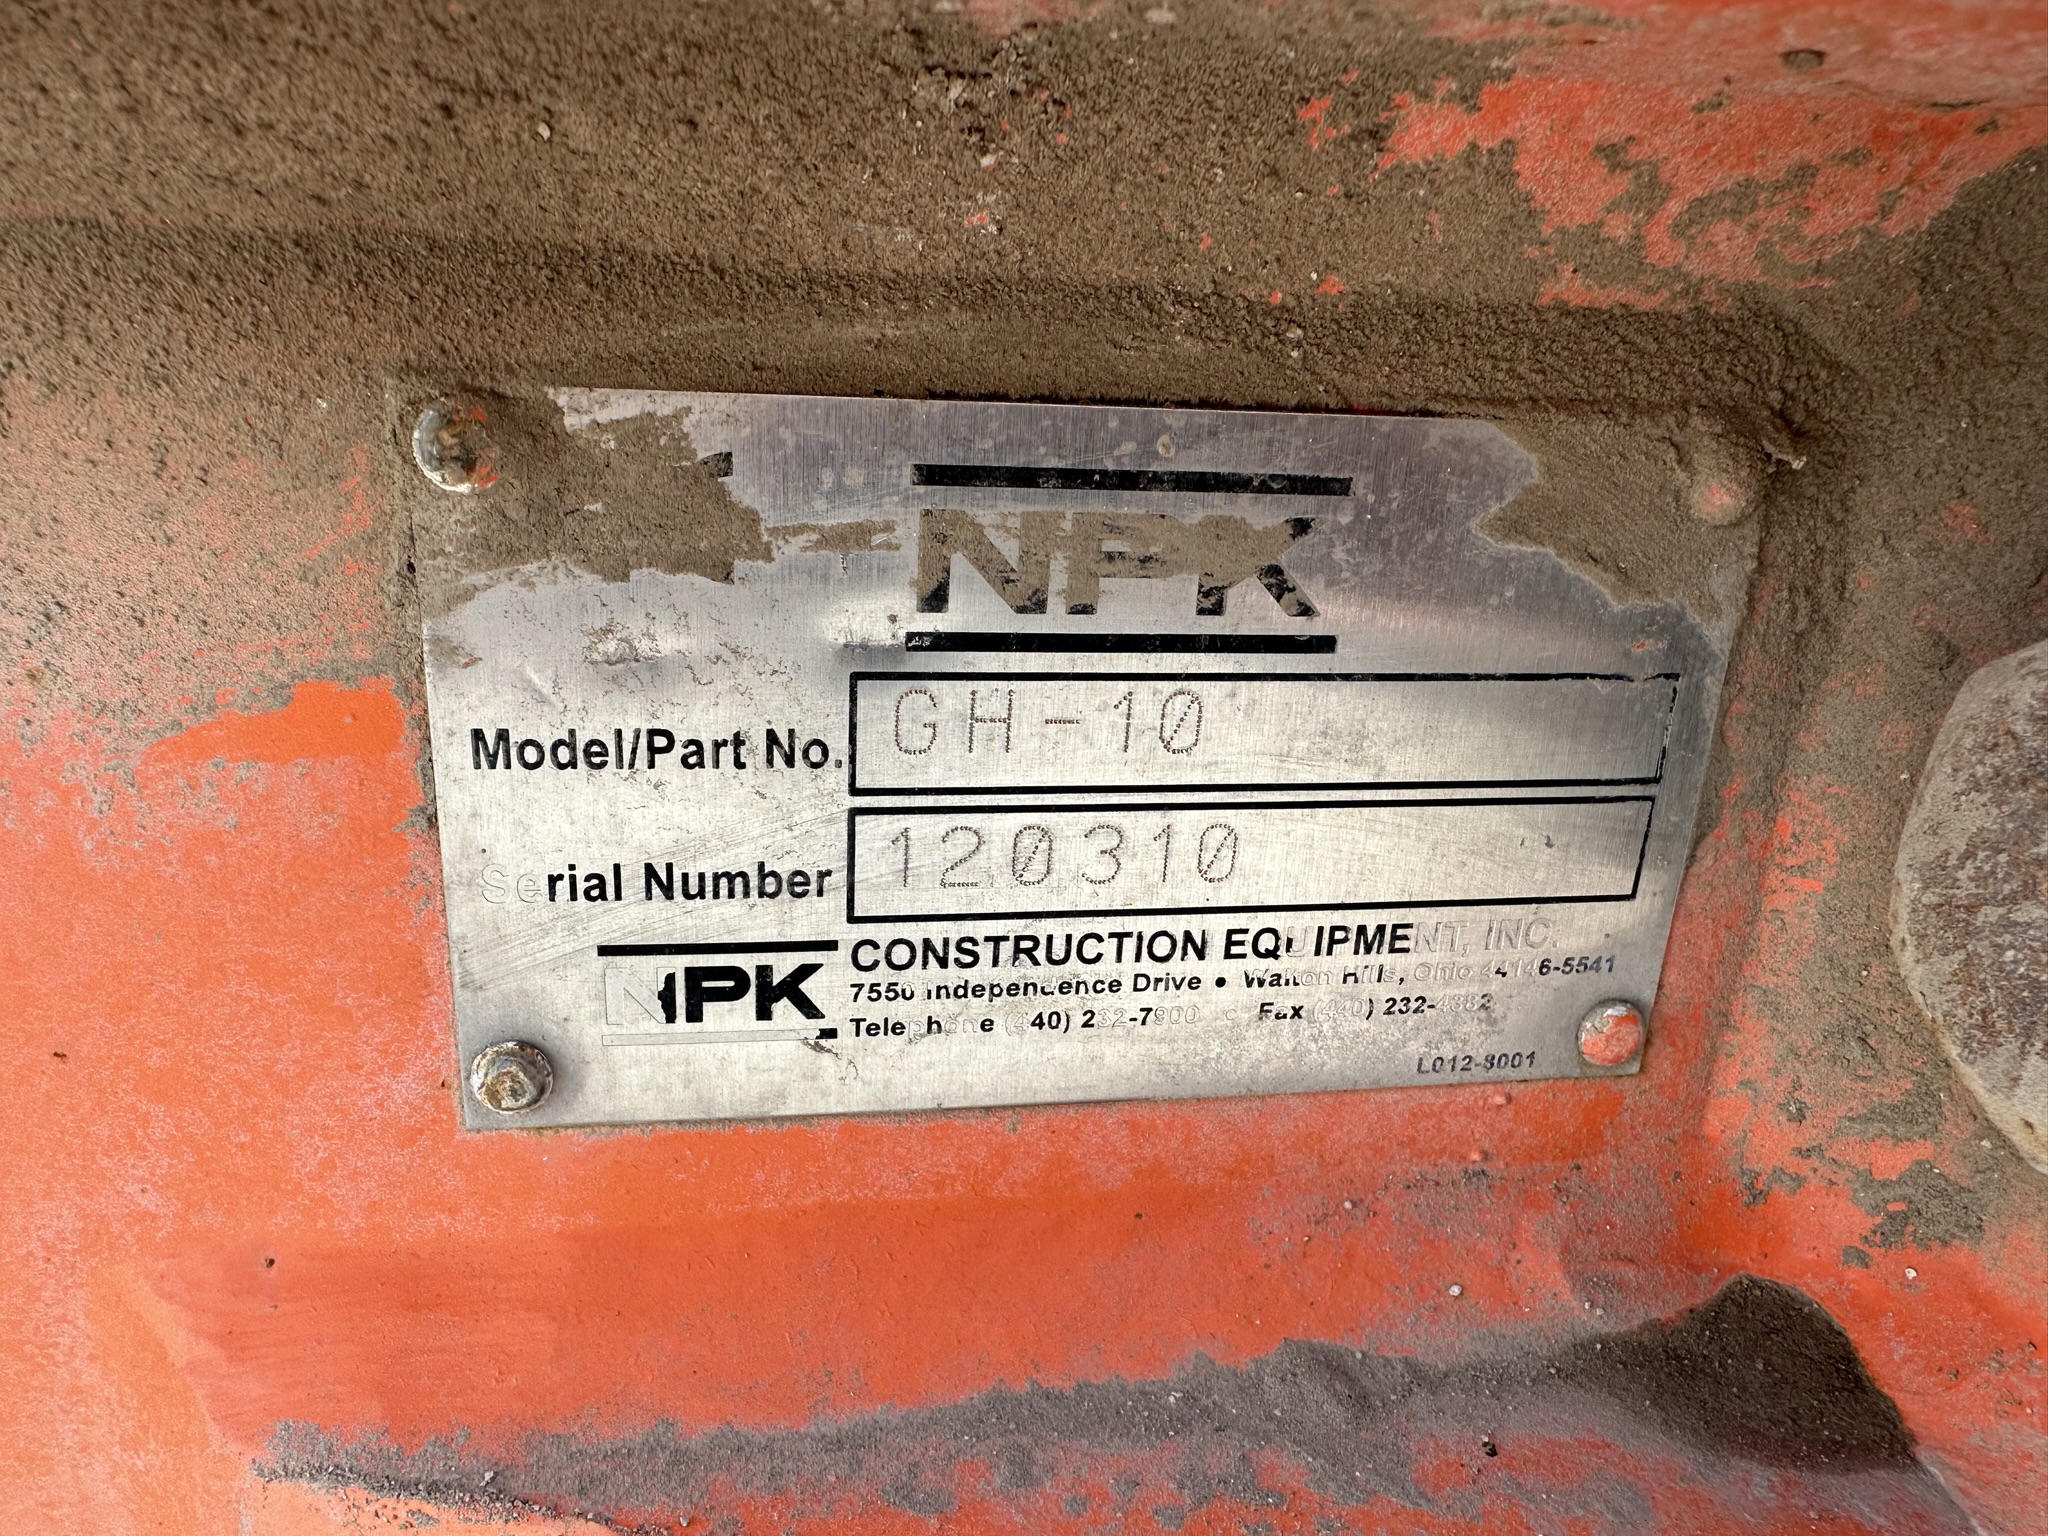 NPK
Model/Part No. GH-10
Serial Number 120310
NPK CONSTRUCTION EQUIPMENT, INC.
7550 Independence Drive • Walton Hills, Ohio 44146-5541
Telephone (440) 232-7900 • Fax (440) 232-4382
L012-8001